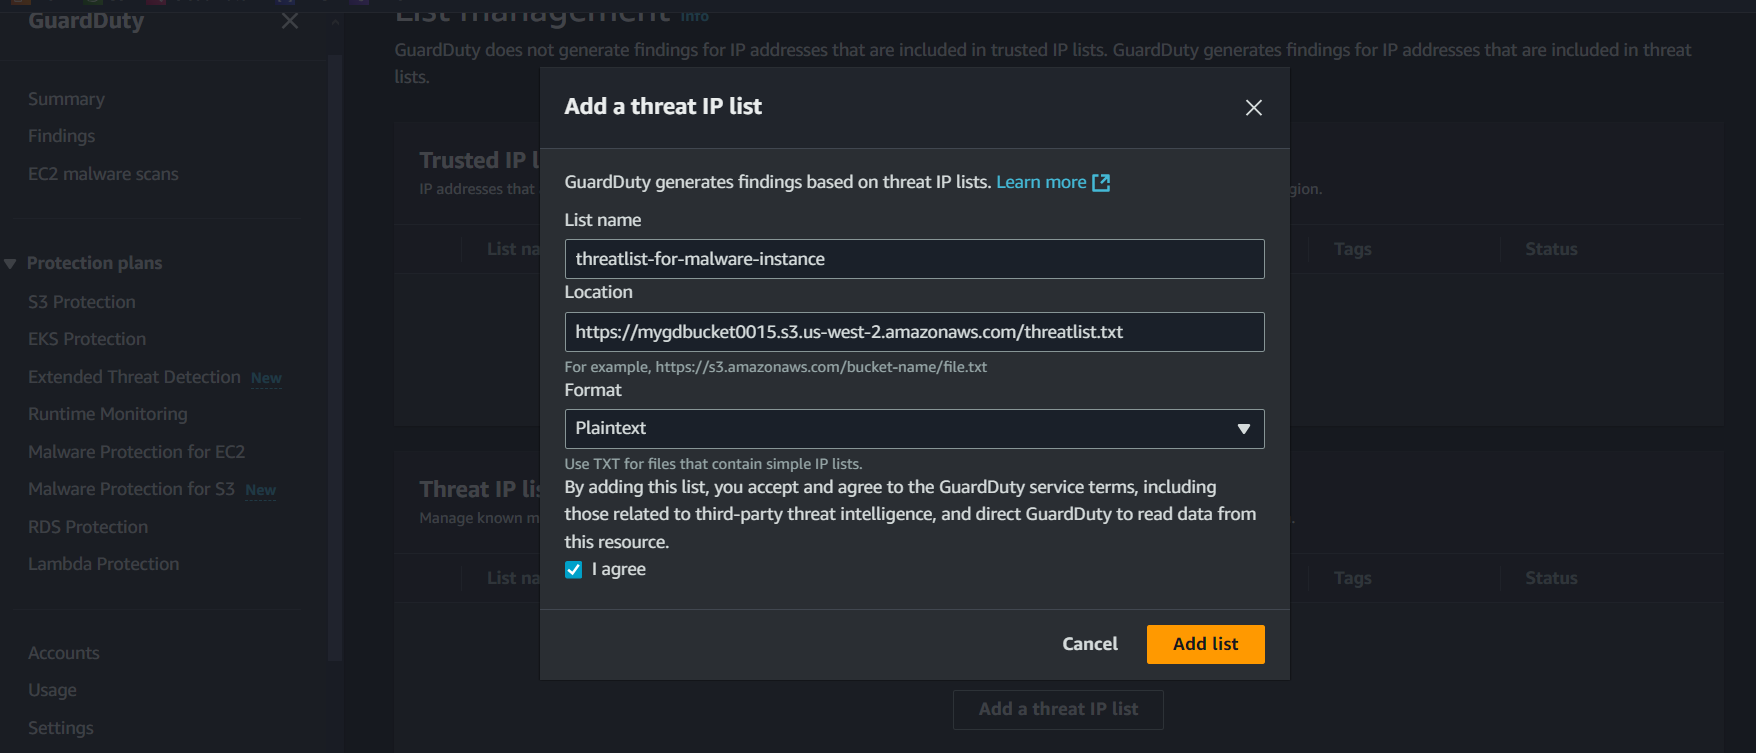 GuardDuty
Summary
Findings
EC2 malware scans
Protection plans
S3 Protection
EKS Protection
Extended Threat Detection New
Runtime Monitoring
Malware Protection for EC2
Malware Protection for S3 New
RDS Protection
Lambda Protection
Accounts
Usage
Settings
List management Info
GuardDuty does not generate findings for IP addresses that are included in trusted IP lists. GuardDuty generates findings for IP addresses that are included in threat
lists.
Trusted IP l
IP addresses that
gion.
List na
Tags
Status
Threat IP lis
Manage known m
List na
Tags
Status
Add a threat IP list
Add a threat IP list
GuardDuty generates findings based on threat IP lists. Learn more
List name
threatlist-for-malware-instance
Location
https://mygdbucket0015.s3.us-west-2.amazonaws.com/threatlist.txt
For example, https://s3.amazonaws.com/bucket-name/file.txt
Format
Plaintext
Use TXT for files that contain simple IP lists.
By adding this list, you accept and agree to the GuardDuty service terms, including
those related to third-party threat intelligence, and direct GuardDuty to read data from
this resource.
I agree
Cancel
Add list